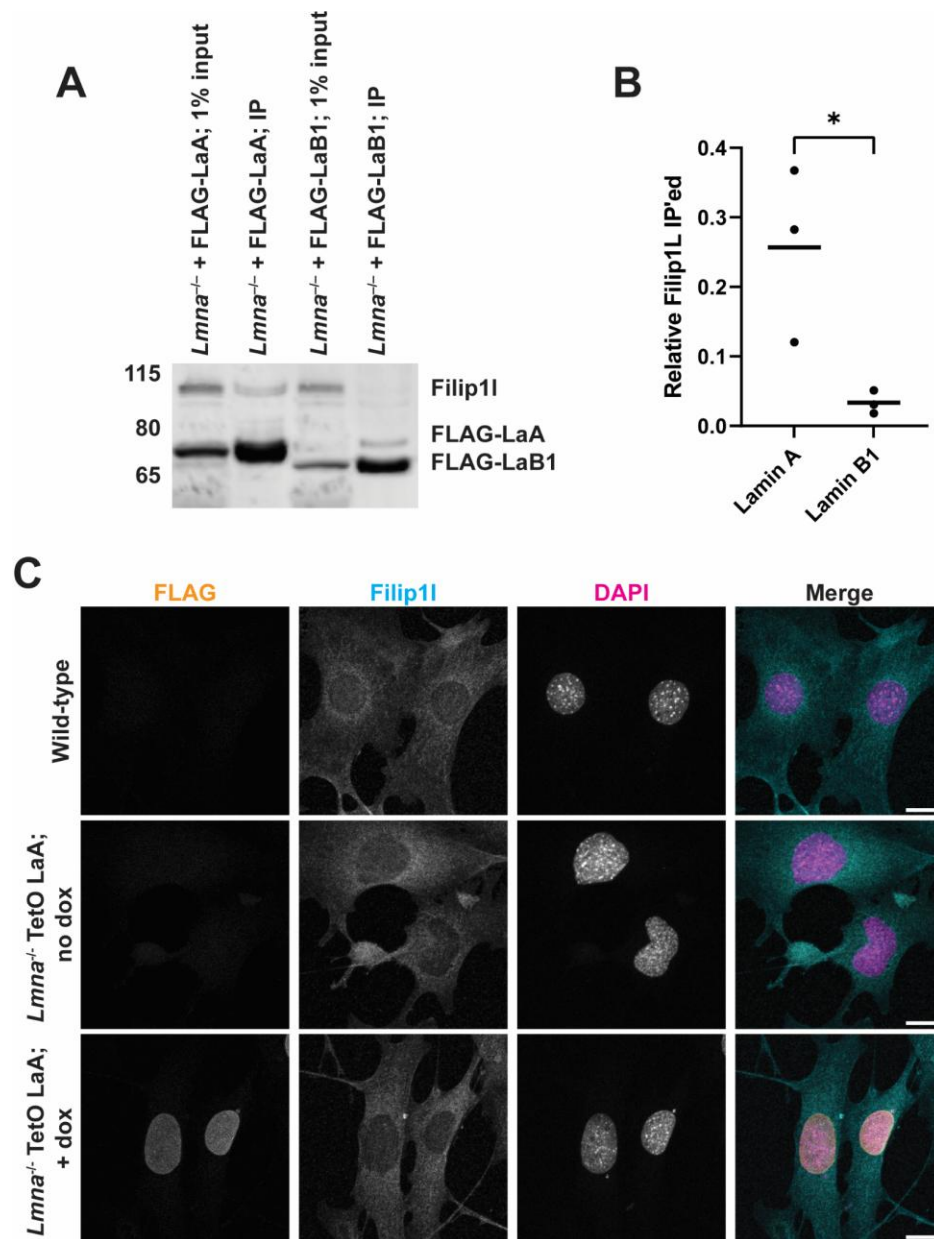 A
Lmna–/– + FLAG-LaA; 1% input
Lmna–/– + FLAG-LaA; IP
Lmna–/– + FLAG-LaB1; 1% input
Lmna–/– + FLAG-LaB1; IP
115
80
65
Filip1l
FLAG-LaA
FLAG-LaB1
B
*
Relative Filip1L IP'ed
0.4
0.3
0.2
0.1
0.0
Lamin A
Lamin B1
C
FLAG
Filip1l
DAPI
Merge
Wild-type
Lmna-/- TetO LaA;
no dox
Lmna-/- TetO LaA;
+ dox